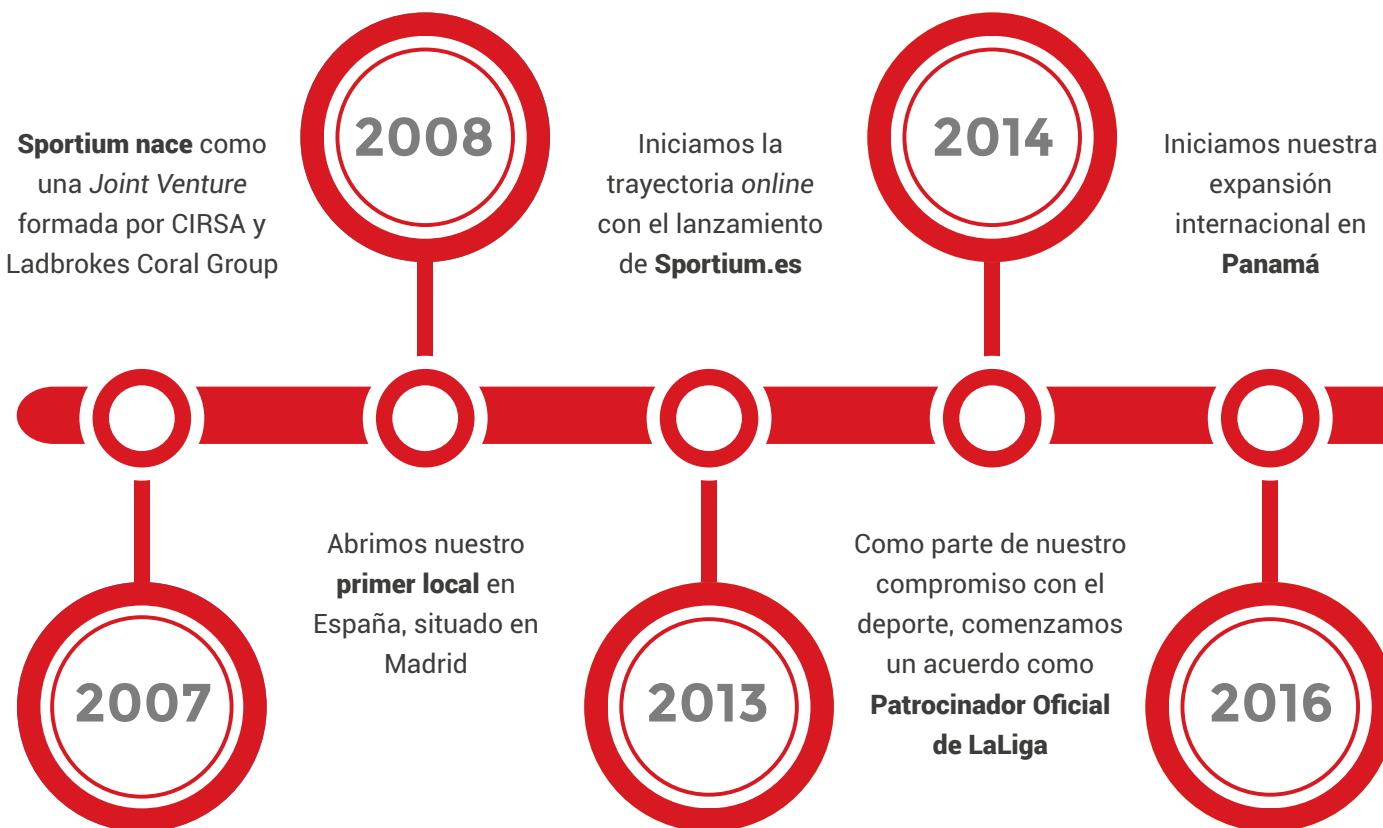 Sportium nace como
una Joint Venture
formada por CIRSA y
Ladbrokes Coral Group
2007
2008
Abrimos nuestro
primer local en
España, situado en
Madrid
Iniciamos la
trayectoria online
con el lanzamiento
de Sportium.es
2013
2014
Como parte de nuestro
compromiso con el
deporte, comenzamos
un acuerdo como
Patrocinador Oficial
de LaLiga
Iniciamos nuestra
expansión
internacional en
Panamá
2016